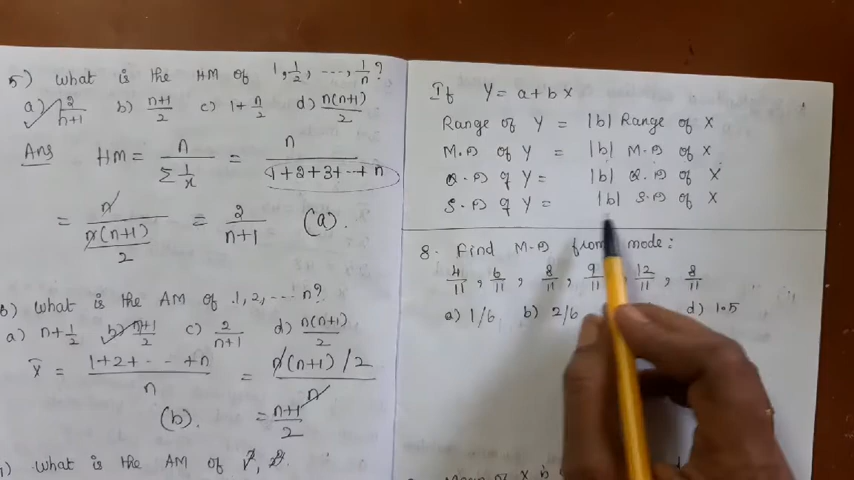 5) What is the HM of 1, 1/2, ..., 1/n?
a) 2/n+1 b) n+1/2 c) 1+n/2 d) n(n+1)/2
Ans HM = n/Σ1/x = n/1+2+3+...+n
= n/n(n+1)/2 = 2/n+1 (a).
6) What is the AM of 1, 2, ... n?
a) n+1/2 b) n+1/2 c) 2/n+1 d) n(n+1)/2
x̄ = 1+2+...+n/n = n(n+1)/2/n
(b). = n+1/2
What is the AM of
If Y = a+bX
Range of Y = |b| Range of X
M.D of Y = |b| M.D of X
Q.D of Y = |b| Q.D of X
S.D of Y = |b| S.D of X
8. Find M.D from mode:
4/11, 6/11, 8/11, 9/11, 12/11, 8/11
a) 1/6 b) 2/6 d) 1.5